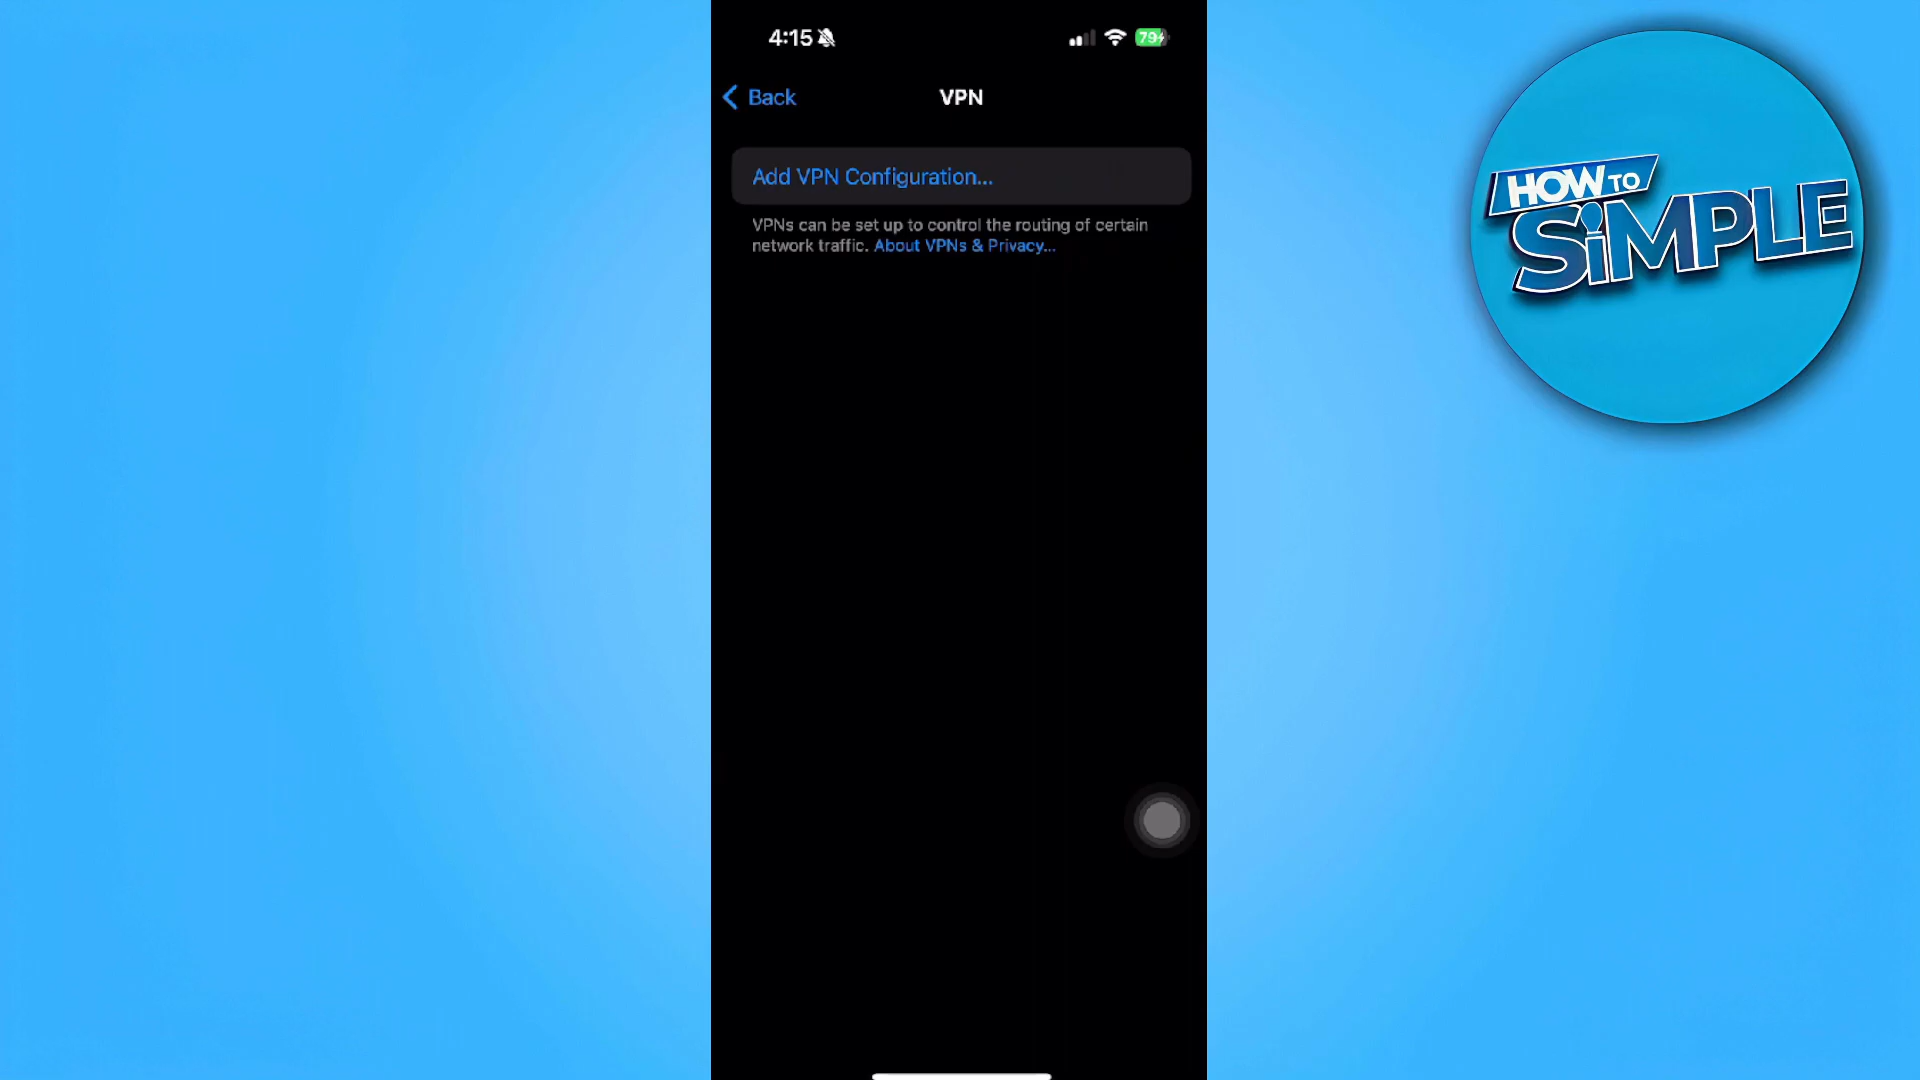 4:15
79
Back
VPN
Add VPN Configuration...
VPNs can be set up to control the routing of certain
network traffic. About VPNs & Privacy...
HOW TO
SiMPLE